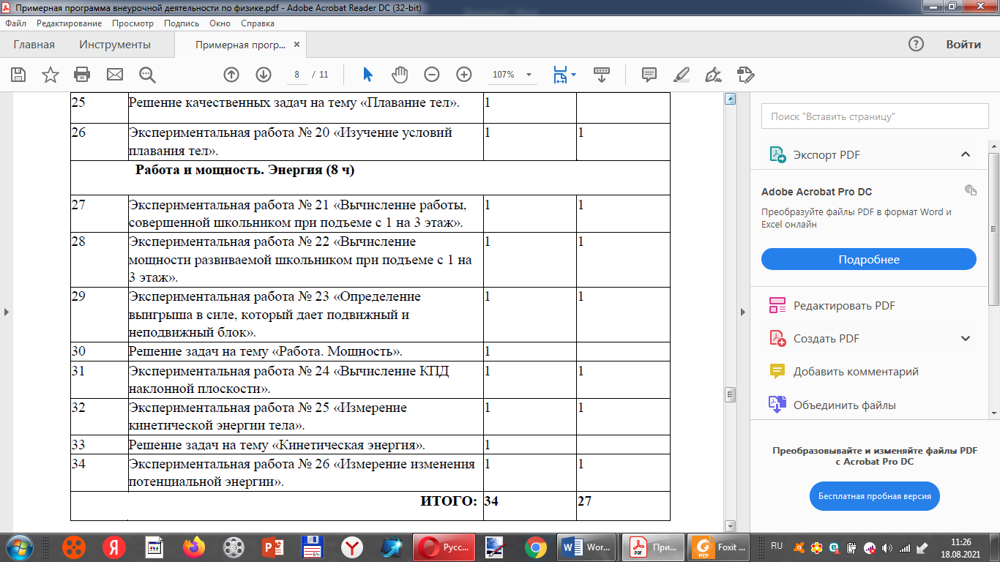 Примерная программа внеурочной деятельности по физике.pdf - Adobe Acrobat Reader DC (32-bit)
Файл Редактирование Просмотр Подпись Окно Справка
Главная Инструменты Примерная прогр... × ? Войти
8 / 11 107%
25 Решение качественных задач на тему «Плавание тел». 1
26 Экспериментальная работа № 20 «Изучение условий 1 1
плавания тел».
Работа и мощность. Энергия (8 ч)
27 Экспериментальная работа № 21 «Вычисление работы, 1 1
совершенной школьником при подъеме с 1 на 3 этаж».
28 Экспериментальная работа № 22 «Вычисление 1 1
мощности развиваемой школьником при подъеме с 1 на
3 этаж».
29 Экспериментальная работа № 23 «Определение 1 1
выигрыша в силе, который дает подвижный и
неподвижный блок».
30 Решение задач на тему «Работа. Мощность». 1
31 Экспериментальная работа № 24 «Вычисление КПД 1 1
наклонной плоскости».
32 Экспериментальная работа № 25 «Измерение 1 1
кинетической энергии тела».
33 Решение задач на тему «Кинетическая энергия». 1
34 Экспериментальная работа № 26 «Измерение изменения 1 1
потенциальной энергии».
ИТОГО: 34 27
Поиск "Вставить страницу"
Экспорт PDF
Adobe Acrobat Pro DC
Преобразуйте файлы PDF в формат Word и
Excel онлайн
Подробнее
Редактировать PDF
Создать PDF
Добавить комментарий
Объединить файлы
Преобразовывайте и изменяйте файлы PDF
с Acrobat Pro DC
Бесплатная пробная версия
Русс... Wor... При... Foxit ... RU 11:26
18.08.2021